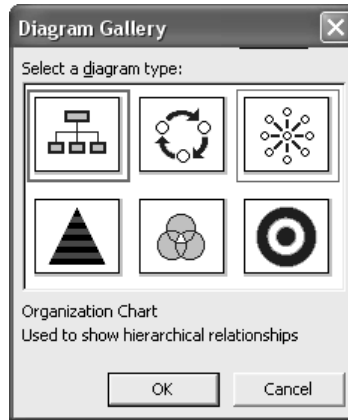 Diagram Gallery
Select a diagram type:
Organization Chart
Used to show hierarchical relationships
OK
Cancel